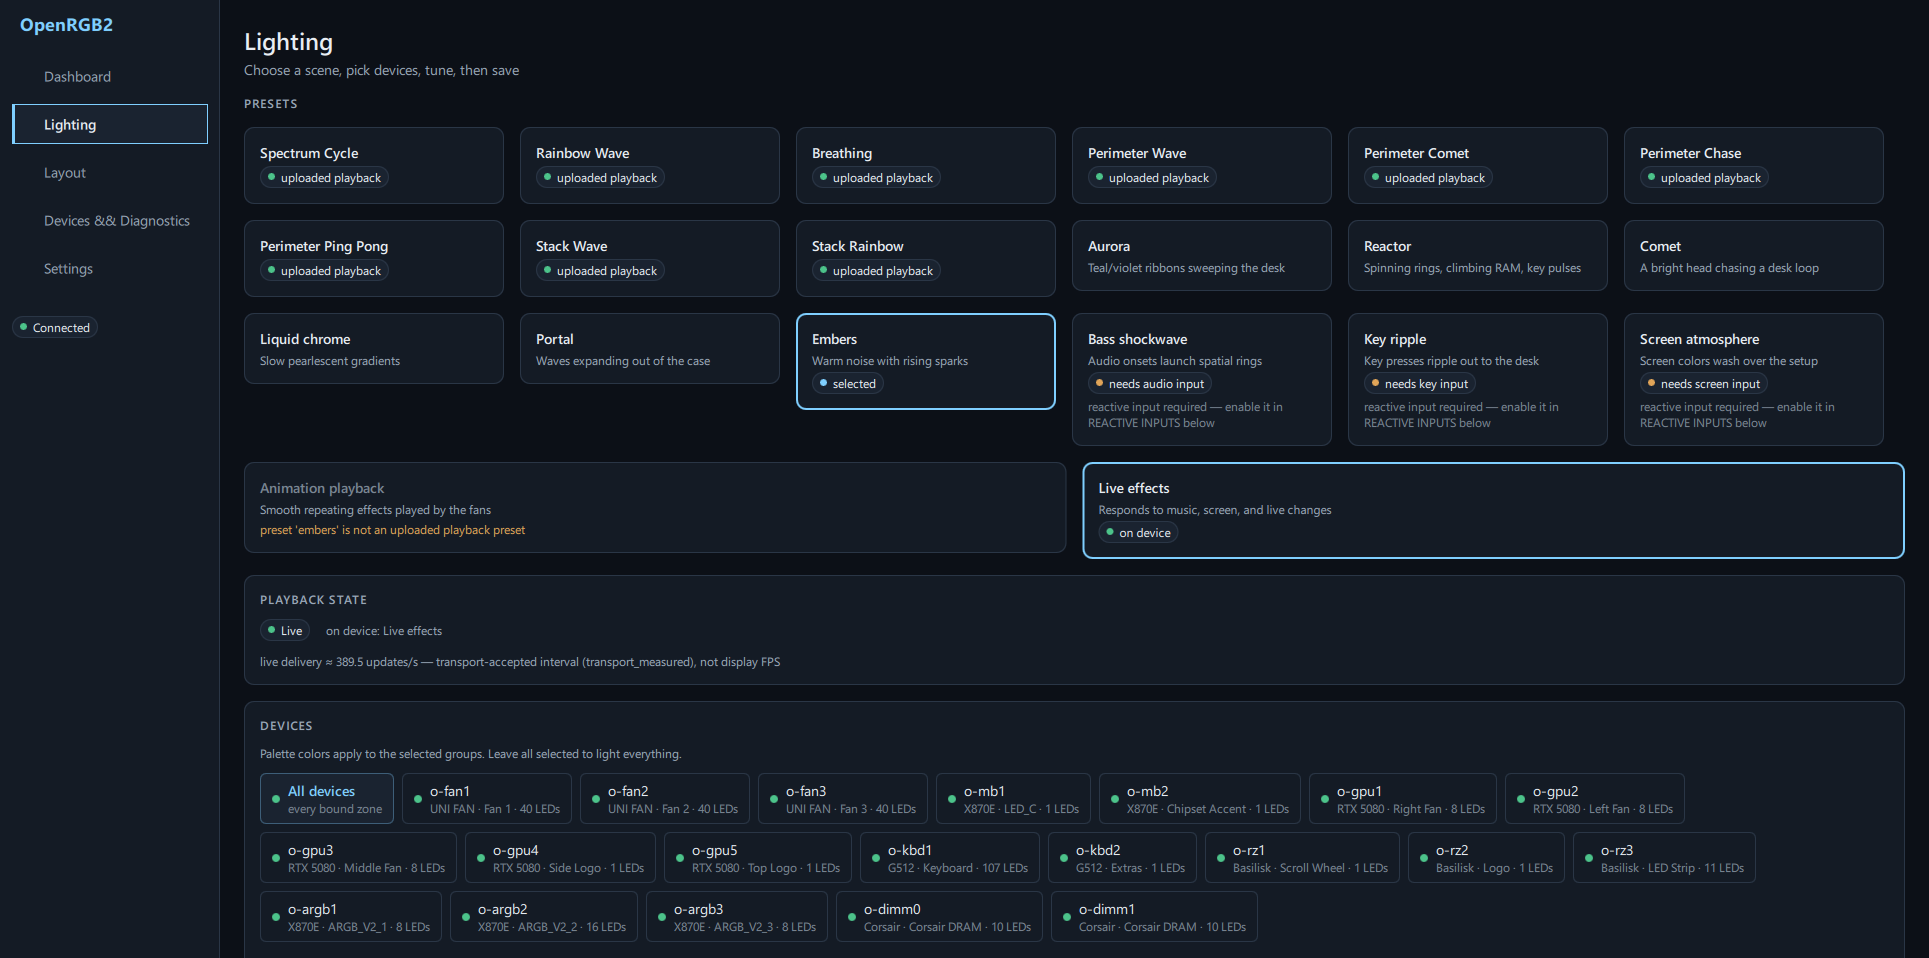 OpenRGB2
Dashboard
Lighting
Layout
Devices && Diagnostics
Settings
Connected
Lighting
Choose a scene, pick devices, tune, then save
PRESETS
Spectrum Cycle
uploaded playback
Rainbow Wave
uploaded playback
Breathing
uploaded playback
Perimeter Wave
uploaded playback
Perimeter Comet
uploaded playback
Perimeter Chase
uploaded playback
Perimeter Ping Pong
uploaded playback
Stack Wave
uploaded playback
Stack Rainbow
uploaded playback
Aurora
Teal/violet ribbons sweeping the desk
Reactor
Spinning rings, climbing RAM, key pulses
Comet
A bright head chasing a desk loop
Liquid chrome
Slow pearlescent gradients
Portal
Waves expanding out of the case
Embers
Warm noise with rising sparks
selected
Bass shockwave
Audio onsets launch spatial rings
needs audio input
reactive input required — enable it in
REACTIVE INPUTS below
Key ripple
Key presses ripple out to the desk
needs key input
reactive input required — enable it in
REACTIVE INPUTS below
Screen atmosphere
Screen colors wash over the setup
needs screen input
reactive input required — enable it in
REACTIVE INPUTS below
Animation playback
Smooth repeating effects played by the fans
preset 'embers' is not an uploaded playback preset
Live effects
Responds to music, screen, and live changes
on device
PLAYBACK STATE
Live on device: Live effects
live delivery ≈ 389.5 updates/s — transport-accepted interval (transport_measured), not display FPS
DEVICES
Palette colors apply to the selected groups. Leave all selected to light everything.
All devices
every bound zone
o-fan1
UNI FAN · Fan 1 · 40 LEDs
o-fan2
UNI FAN · Fan 2 · 40 LEDs
o-fan3
UNI FAN · Fan 3 · 40 LEDs
o-mb1
X870E · LED_C · 1 LEDs
o-mb2
X870E · Chipset Accent · 1 LEDs
o-gpu1
RTX 5080 · Right Fan · 8 LEDs
o-gpu2
RTX 5080 · Left Fan · 8 LEDs
o-gpu3
RTX 5080 · Middle Fan · 8 LEDs
o-gpu4
RTX 5080 · Side Logo · 1 LEDs
o-gpu5
RTX 5080 · Top Logo · 1 LEDs
o-kbd1
G512 · Keyboard · 107 LEDs
o-kbd2
G512 · Extras · 1 LEDs
o-rz1
Basilisk · Scroll Wheel · 1 LEDs
o-rz2
Basilisk · Logo · 1 LEDs
o-rz3
Basilisk · LED Strip · 11 LEDs
o-argb1
X870E · ARGB_V2_1 · 8 LEDs
o-argb2
X870E · ARGB_V2_2 · 16 LEDs
o-argb3
X870E · ARGB_V2_3 · 8 LEDs
o-dimm0
Corsair · Corsair DRAM · 10 LEDs
o-dimm1
Corsair · Corsair DRAM · 10 LEDs